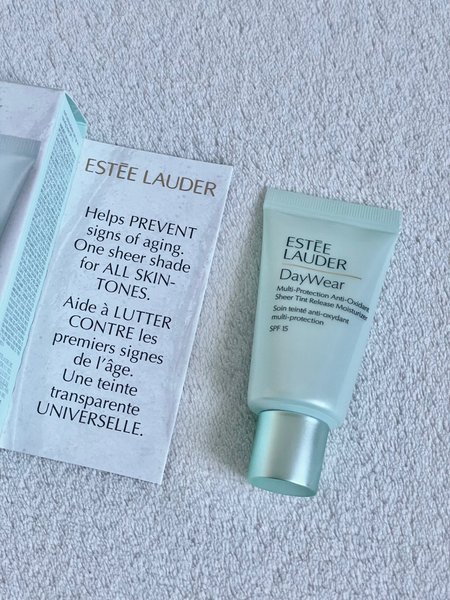 ESTĒE LAUDER
Helps PREVENT
signs of aging.
One sheer shade
for ALL SKIN-
TONES.
Aide à LUTTER
CONTRE les
premiers signes
de l'âge.
Une teinte
transparente
UNIVERSELLE.
ESTĒE
LAUDER
DayWear
Multi-Protection Anti-Oxidant
Sheer Tint Release Moisturizer
Soin teinté anti-oxydant
multi-protection
SPF 15